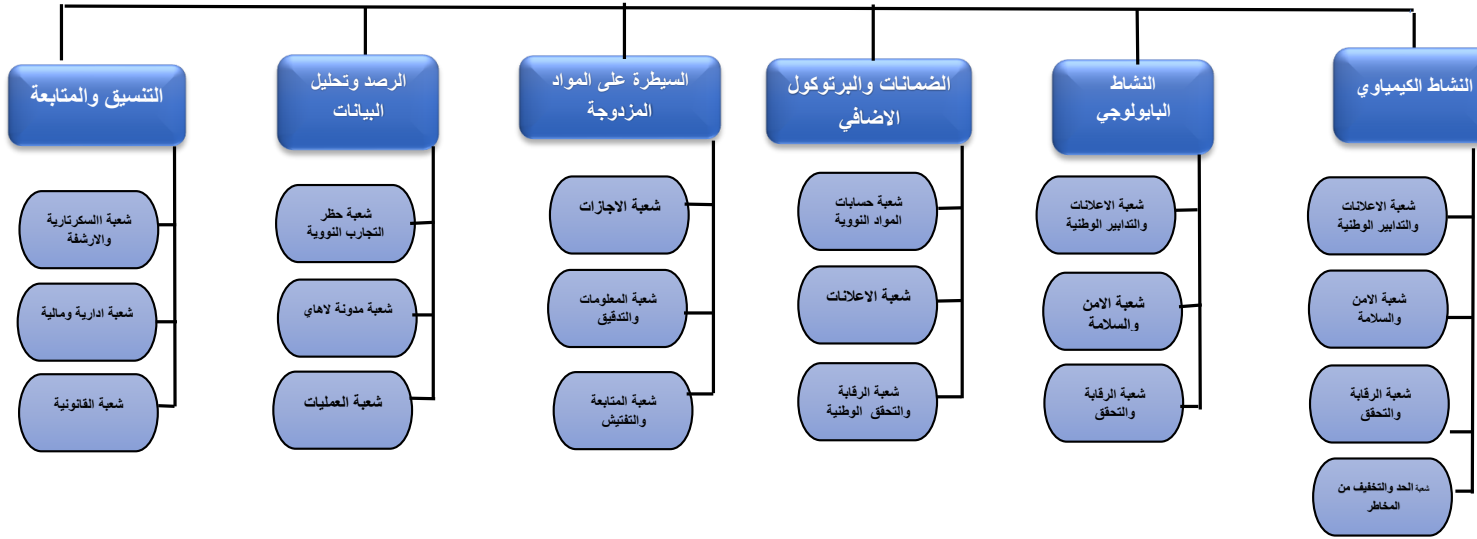 النشاط الكيمياوي
شعبة الاعلانات
والتدابير الوطنية
شعبة الامن
والسلامة
شعبة الرقابة
والتحقق
شعبة الحد والتخفيف من
المخاطر
النشاط
البايولوجي
شعبة الاعلانات
والتدابير الوطنية
شعبة الامن
والسلامة
شعبة الرقابة
والتحقق
الضمانات والبرتوكول
الاضافي
شعبة حسابات
المواد النووية
شعبة الاعلانات
شعبة الرقابة
والتحقق الوطنية
السيطرة على المواد
المزدوجة
شعبة الاجازات
شعبة المعلومات
والتدقيق
شعبة المتابعة
والتفتيش
الرصد وتحليل
البيانات
شعبة حظر
التجارب النووية
شعبة مدونة لاهاي
شعبة العمليات
التنسيق والمتابعة
شعبة االسكرتارية
والارشفة
شعبة ادارية ومالية
شعبة القانونية